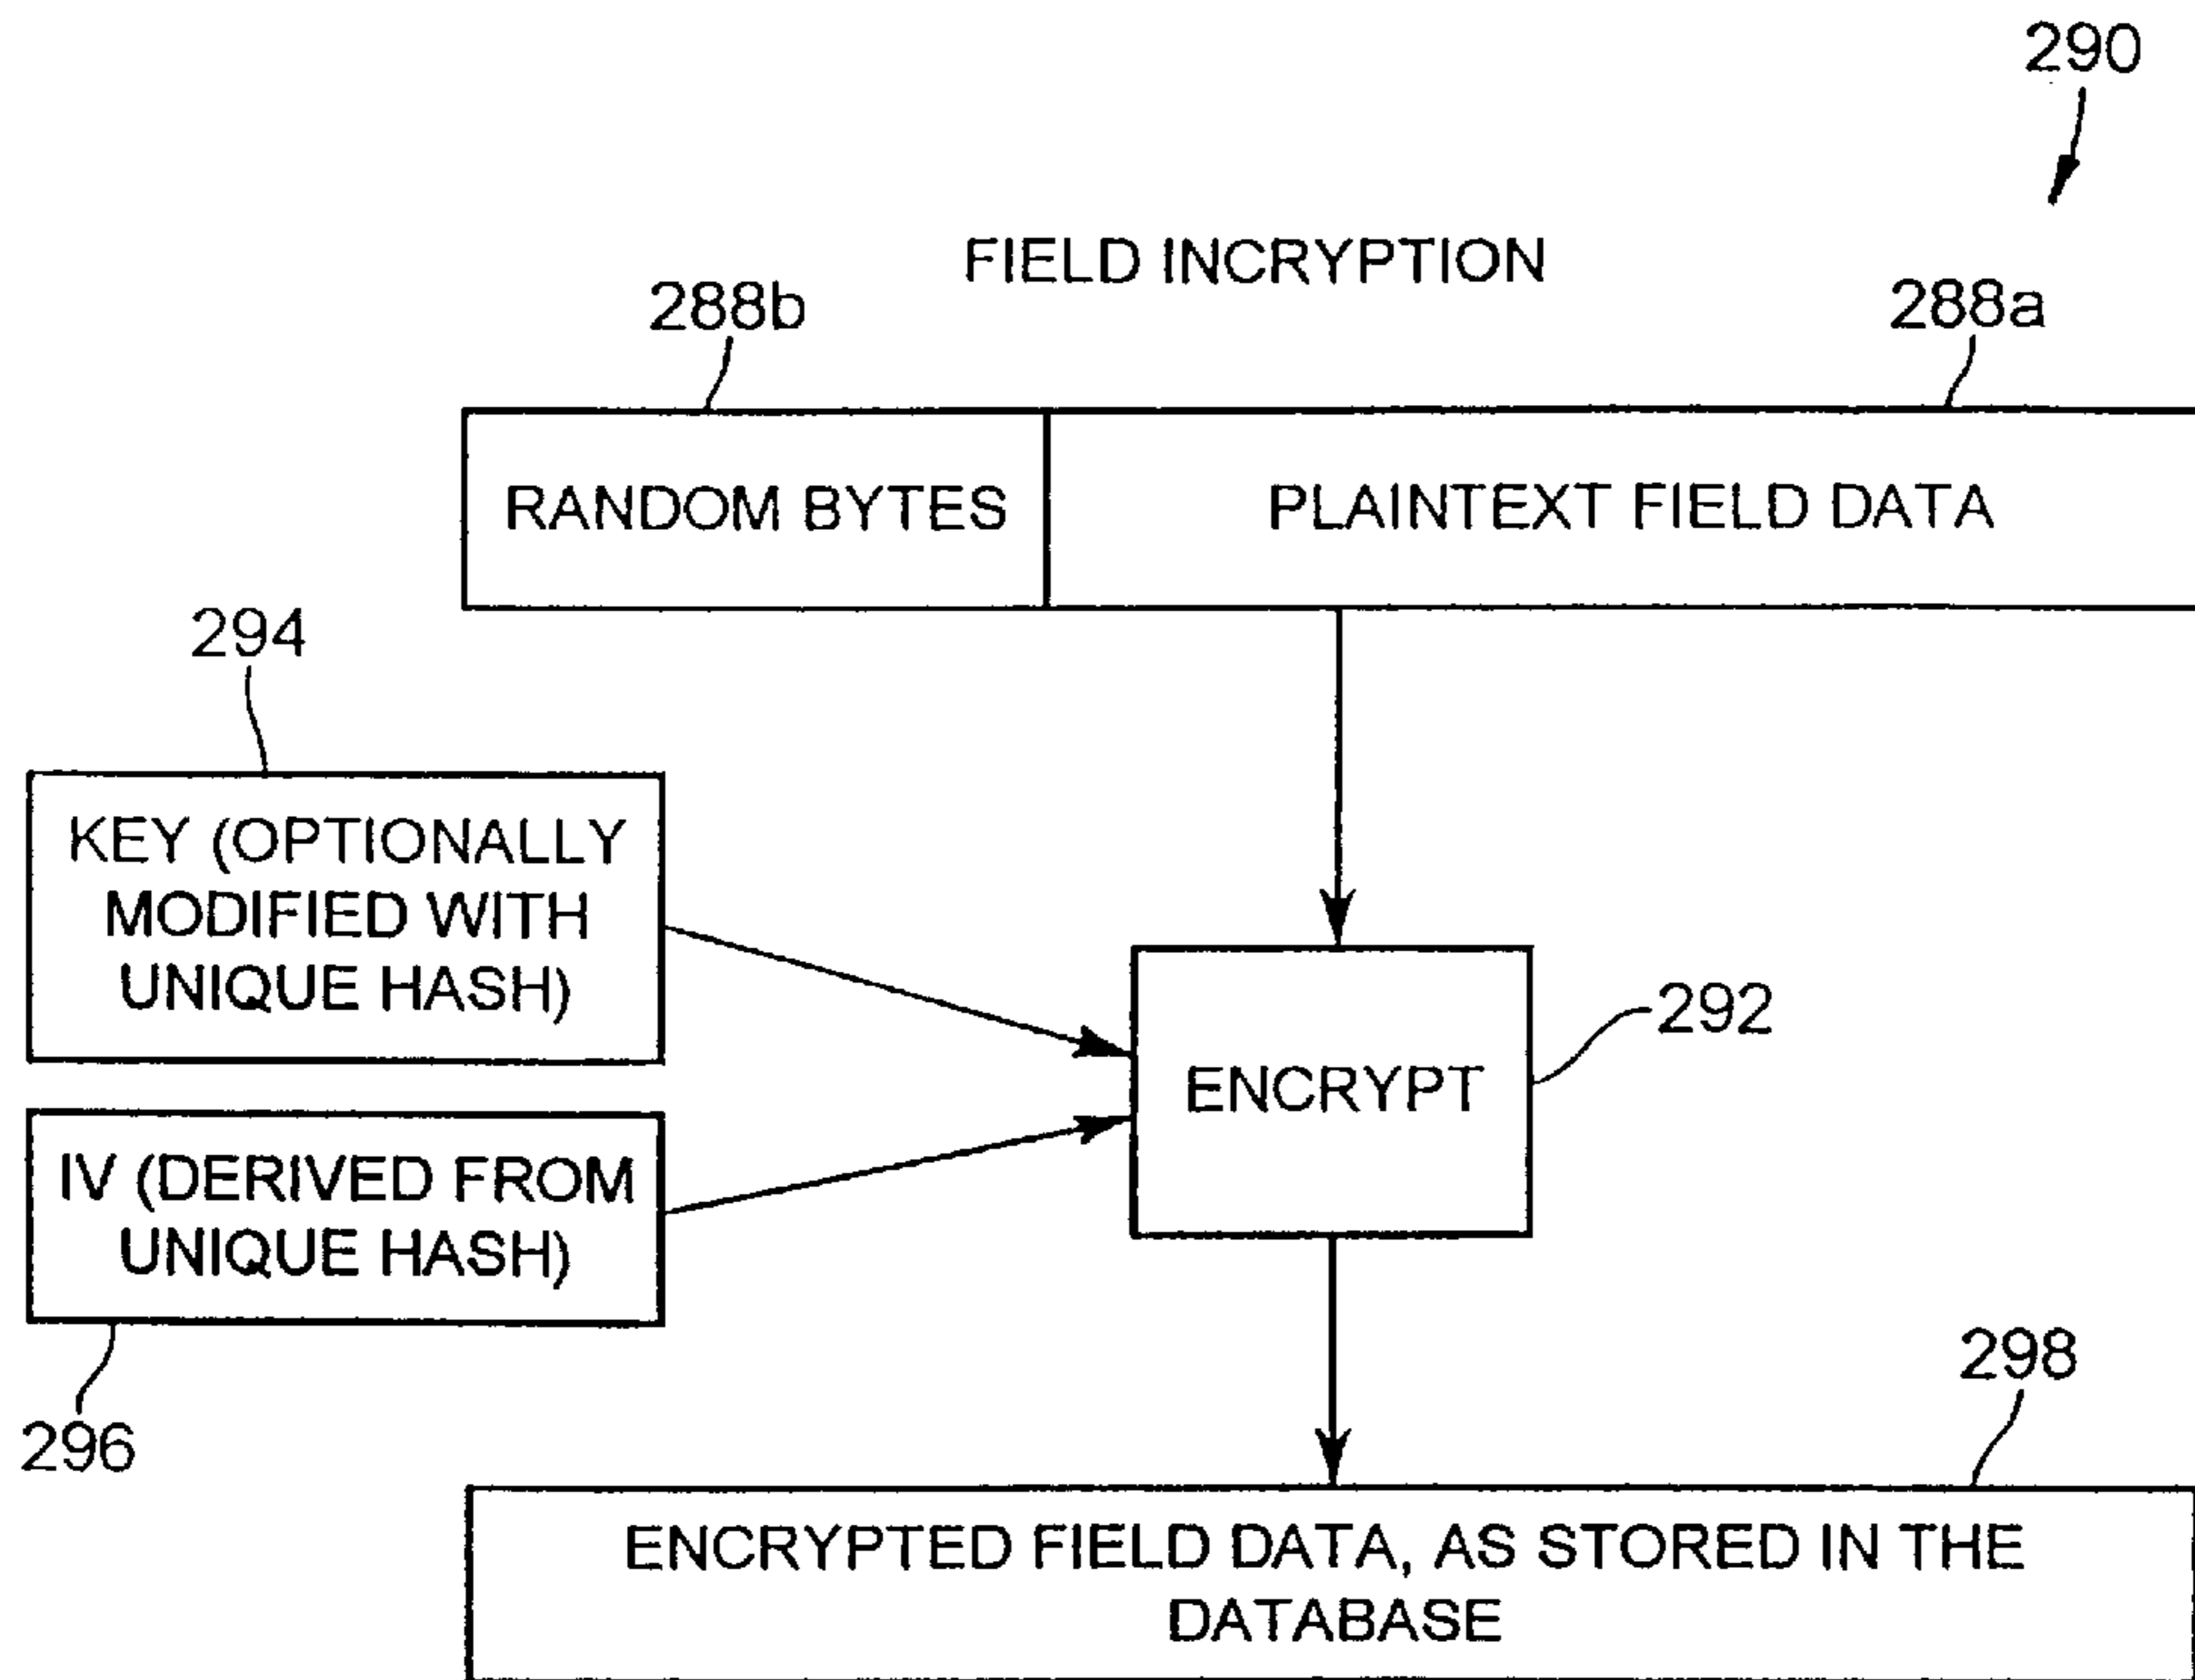 290
FIELD INCRYPTION
288b
288a
RANDOM BYTES
PLAINTEXT FIELD DATA
294
KEY (OPTIONALLY
MODIFIED WITH
UNIQUE HASH)
292
ENCRYPT
IV (DERIVED FROM
UNIQUE HASH)
296
298
ENCRYPTED FIELD DATA, AS STORED IN THE
DATABASE